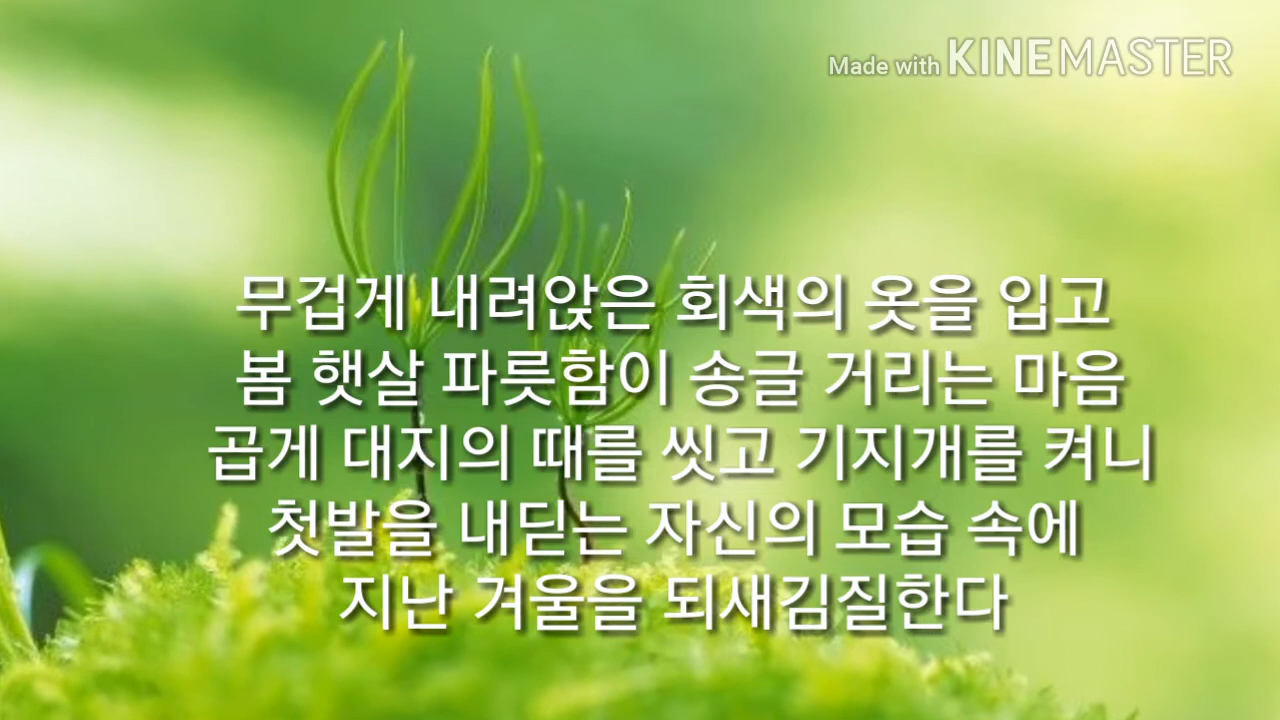 Made with KINEMASTER
무겁게 내려앉은 회색의 옷을 입고
봄 햇살 파릇함이 송글 거리는 마음
곱게 대지의 때를 씻고 기지개를 켜니
첫발을 내딛는 자신의 모습 속에
지난 겨울을 되새김질한다